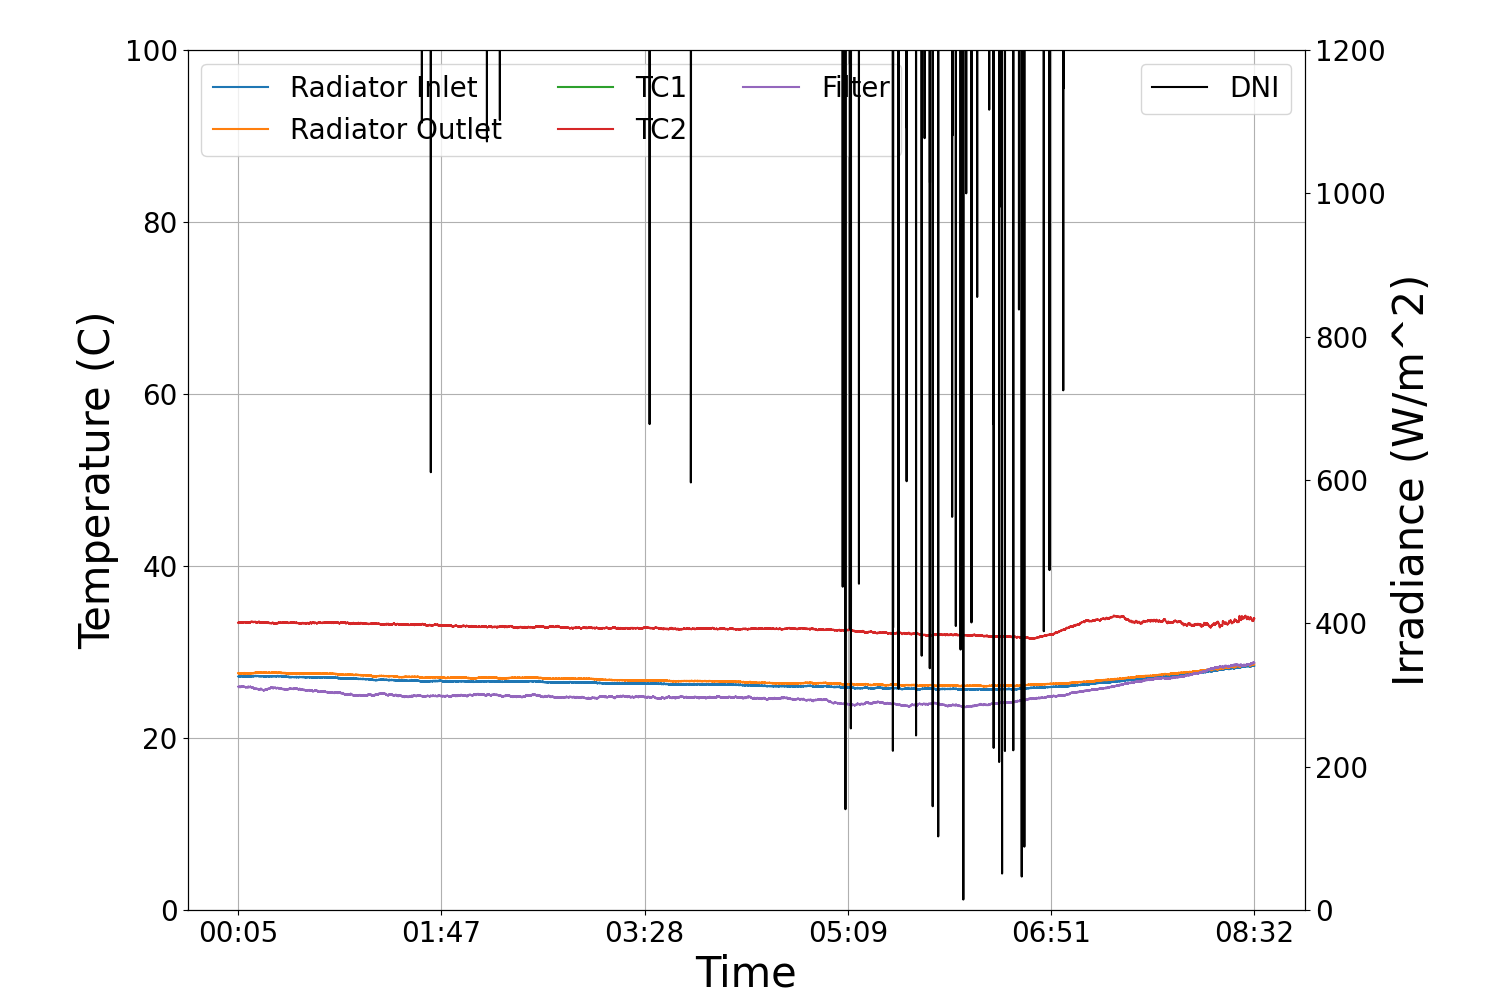 100
80
60
40
20
0
Temperature (C)
Radiator Inlet
Radiator Outlet
TC1
TC2
Filter
DNI
1200
1000
800
600
400
200
0
Irradiance (W/m^2)
00:05 01:47 03:28 05:09 06:51 08:32
Time